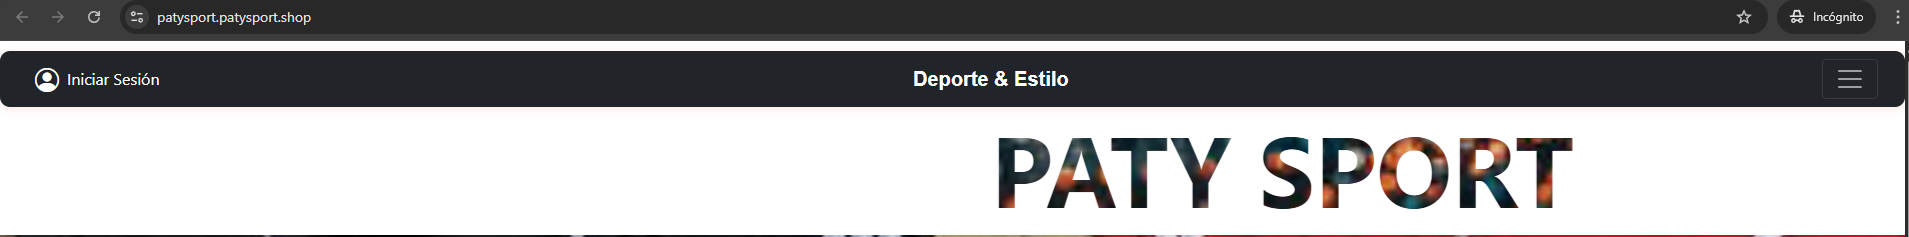 patysport.patysport.shop
Incógnito
Iniciar Sesión
Deporte & Estilo
PATY SPORT